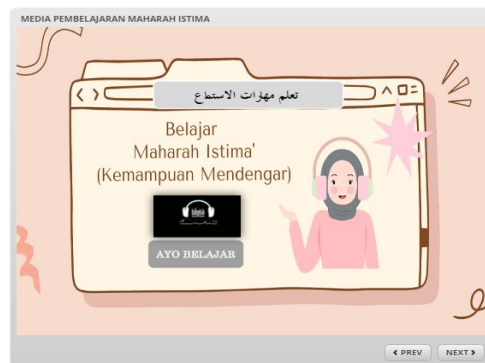 MEDIA PEMBELAJARAN MAHARAH ISTIMA
تعلم مهارات الاستماع
Belajar
Maharah Istima'
(Kemampuan Mendengar)
AYO BELAJAR
PREV NEXT